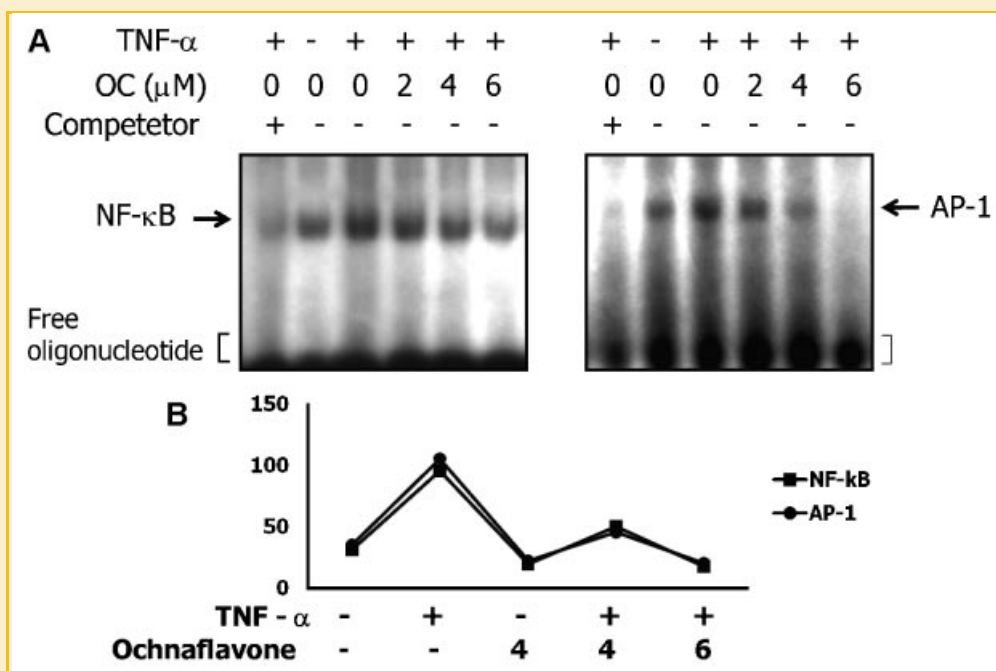 A TNF-α + - + + + + + - + + + +
OC (μM) 0 0 0 2 4 6 0 0 0 2 4 6
Competetor + - - - - - + - - - - -
NF-κB
AP-1
Free
oligonucleotide
B
150
100
50
0
NF-kB
AP-1
TNF - α - + - + +
Ochnaflavone - - 4 4 6